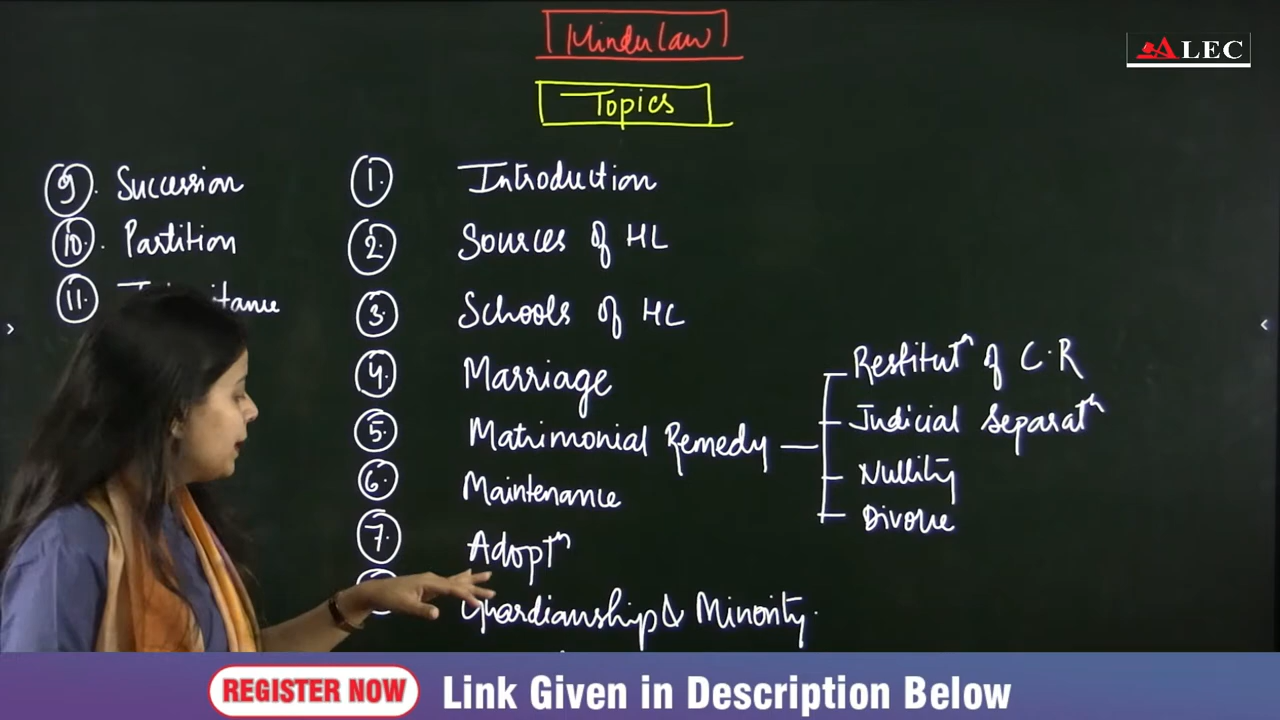 Hindu Law
ALEC
Topics
1. Introduction
2. Sources of HL
3. Schools of HL
4. Marriage
5. Matrimonial Remedy
Restitutⁿ of C.R
Judicial Separatⁿ
Nullity
Divorce
6. Maintenance
7. Adoptⁿ
Guardianship & Minority.
9. Succession
10. Partition
11.
REGISTER NOW Link Given in Description Below